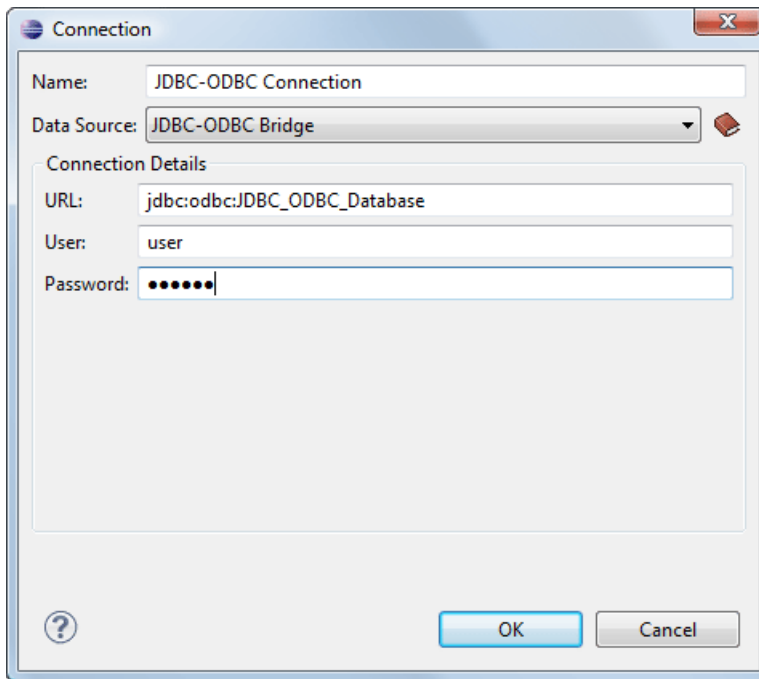 Connection
Name: JDBC-ODBC Connection
Data Source: JDBC-ODBC Bridge
Connection Details
URL: jdbc:odbc:JDBC_ODBC_Database
User: user
Password: ●●●●●●
? OK Cancel